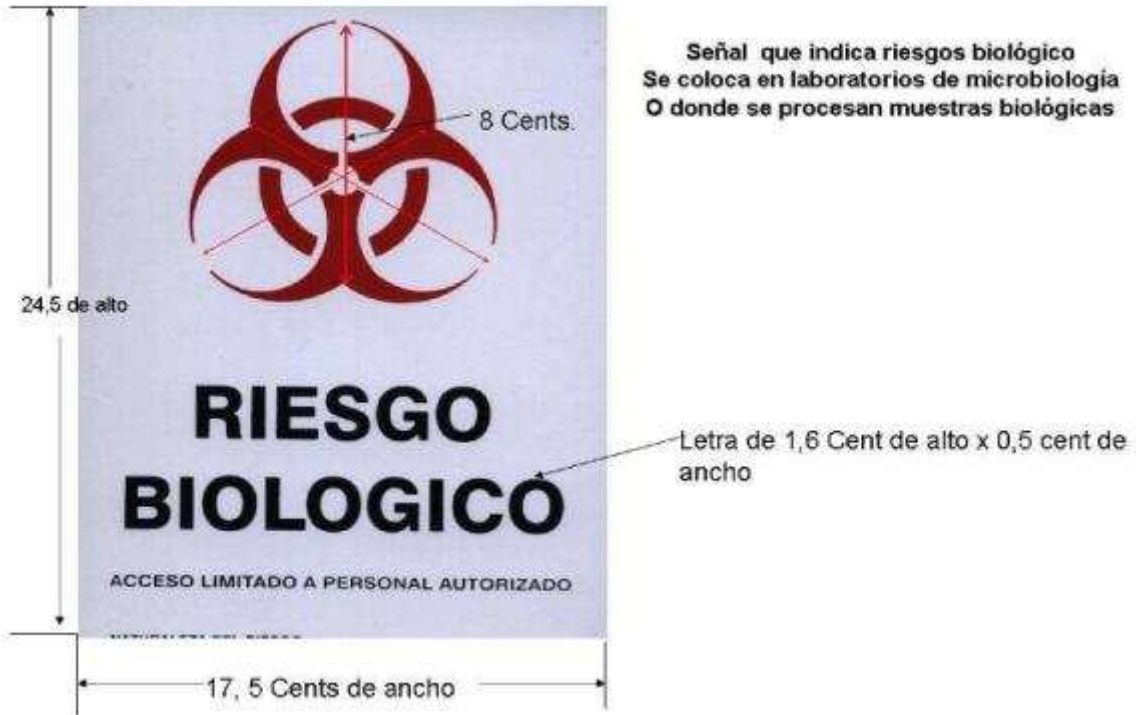 Señal que indica riesgos biológico
Se coloca en laboratorios de microbiología
O donde se procesan muestras biológicas
8 Cents.
24,5 de alto
RIESGO
BIOLOGICO
Letra de 1,6 Cent de alto x 0,5 cent de
ancho
ACCESO LIMITADO A PERSONAL AUTORIZADO
17, 5 Cents de ancho